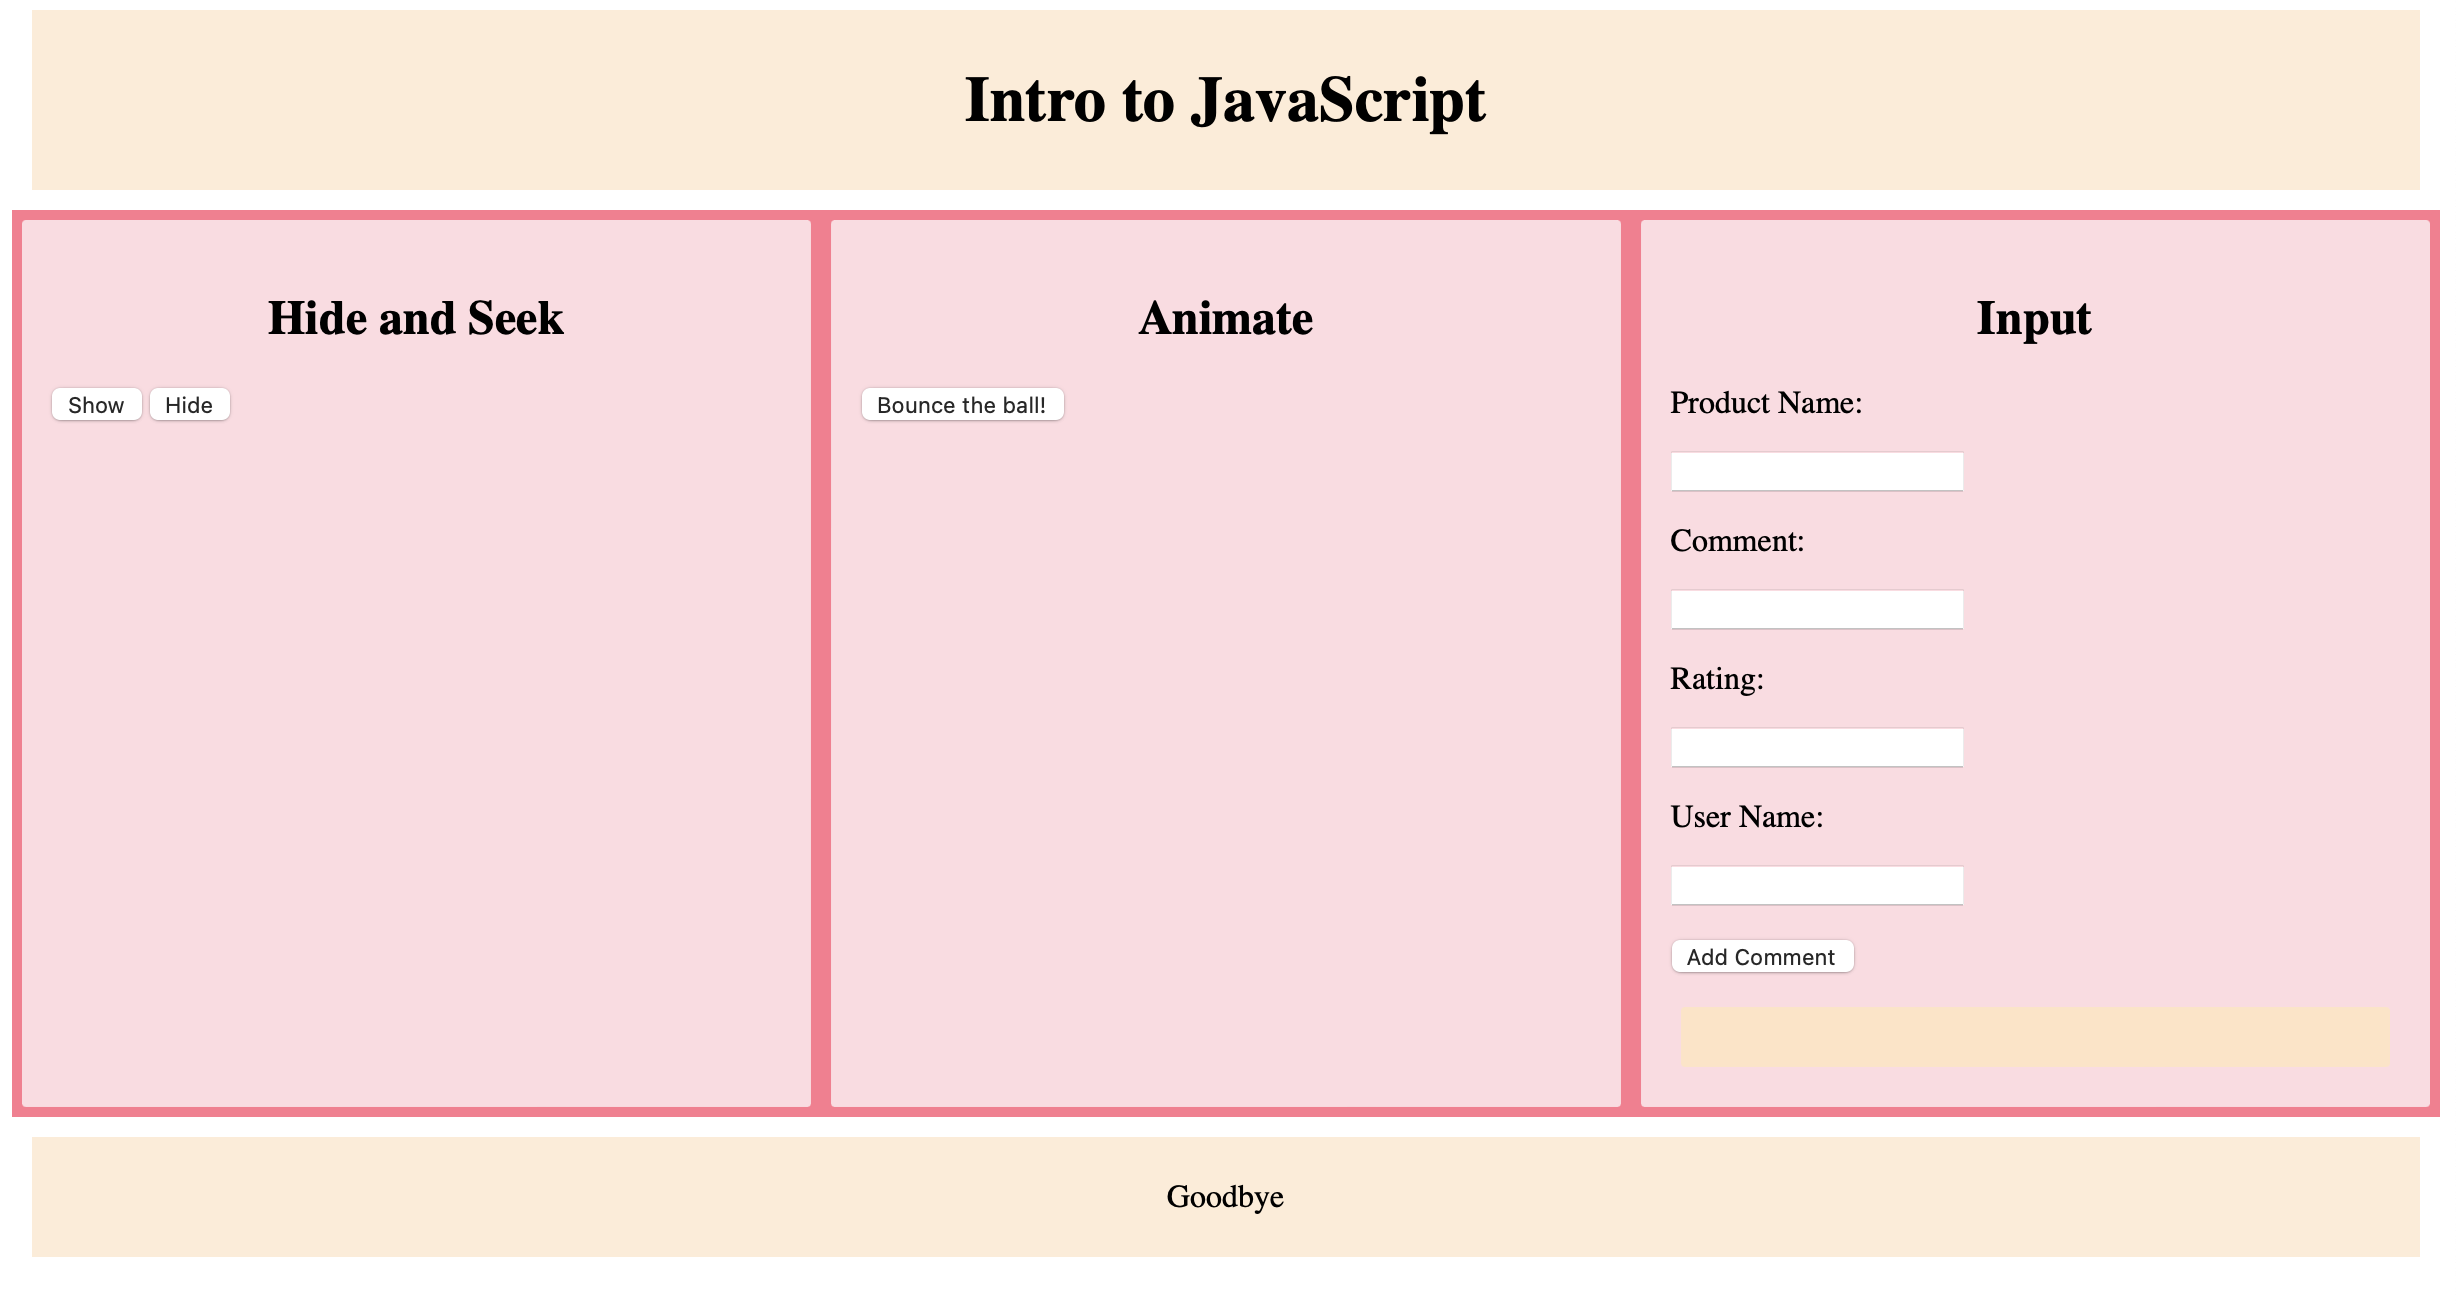 Intro to JavaScript
Hide and Seek
Show Hide
Animate
Bounce the ball!
Input
Product Name:
Comment:
Rating:
User Name:
Add Comment
Goodbye